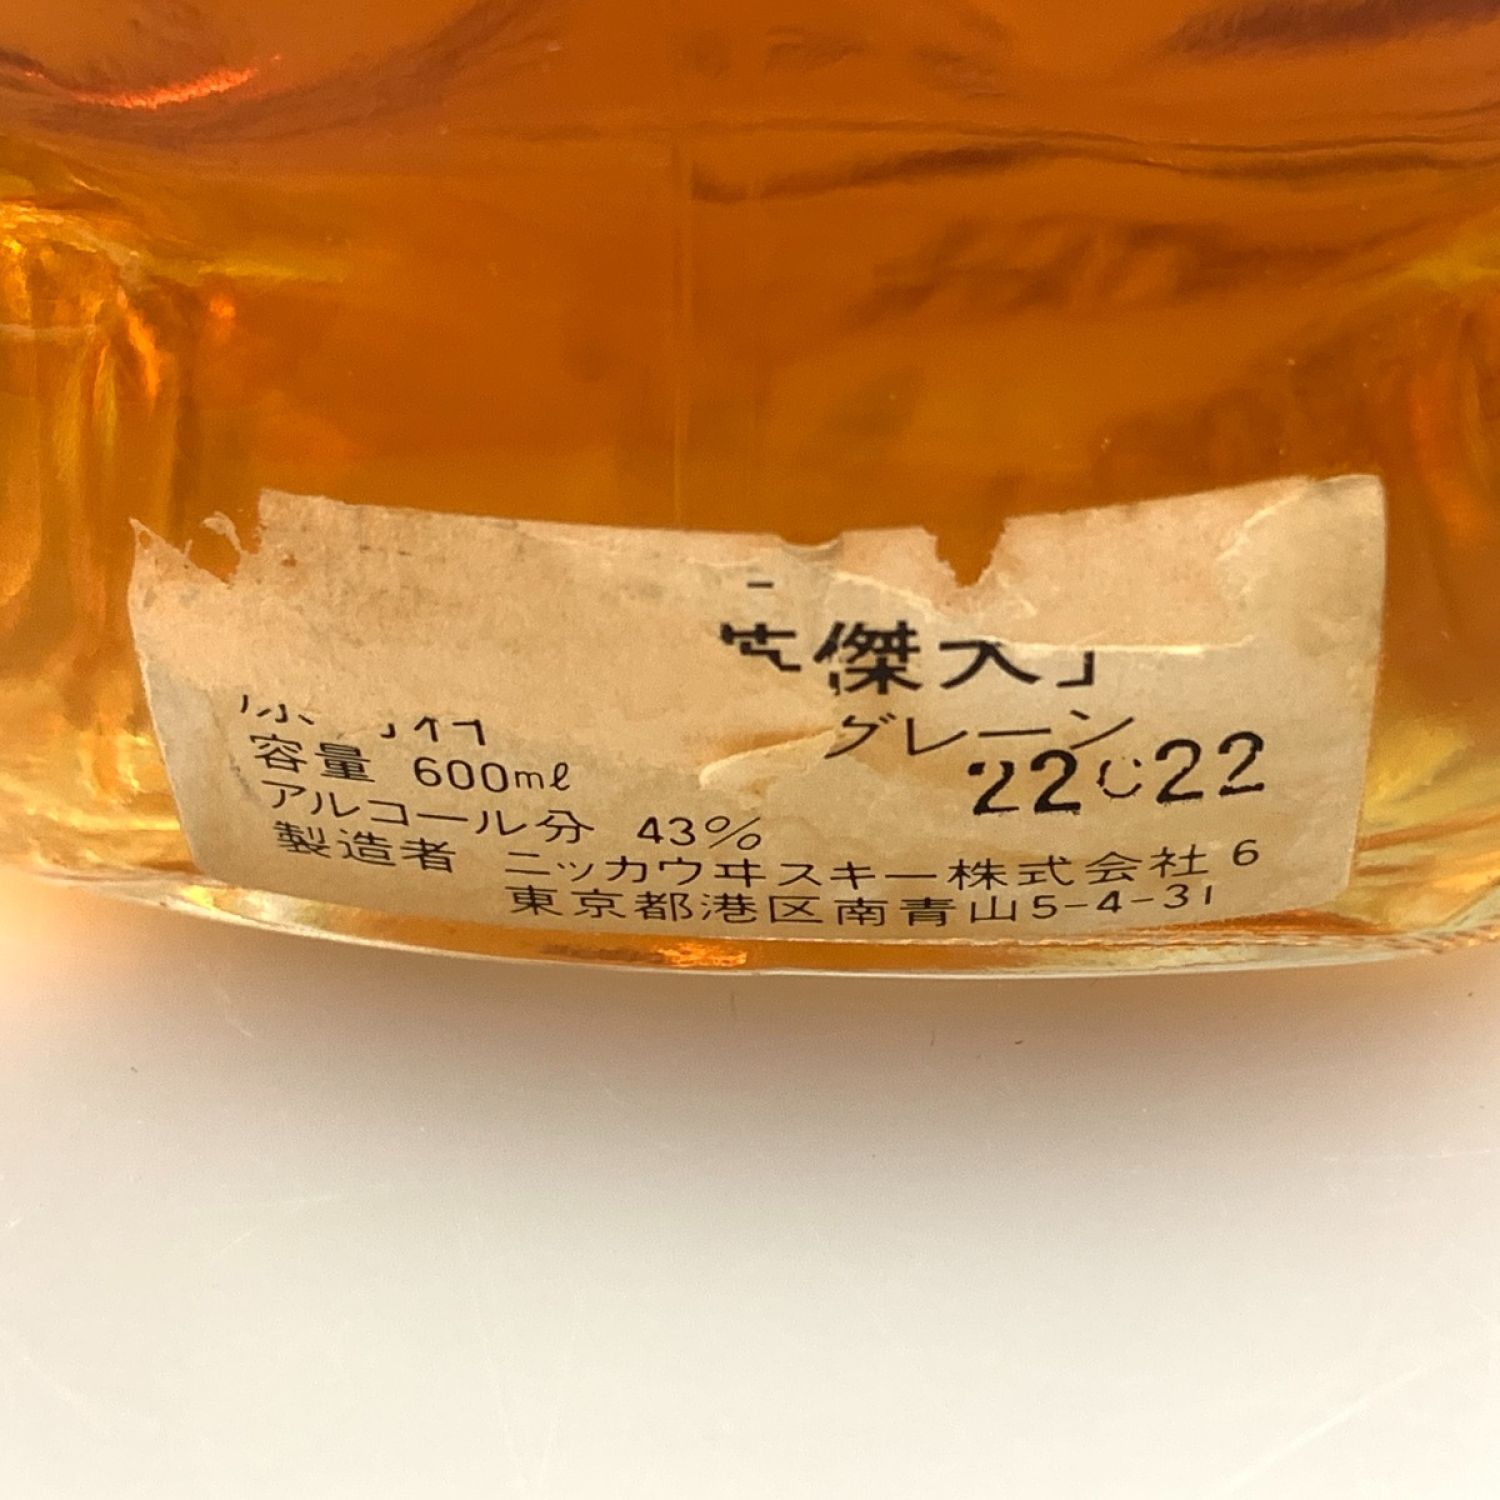 傑
グレーン
22022
容量 600mℓ
アルコール分 43%
製造者 ニッカウヰスキー株式会社 6
東京都港区南青山5-4-31